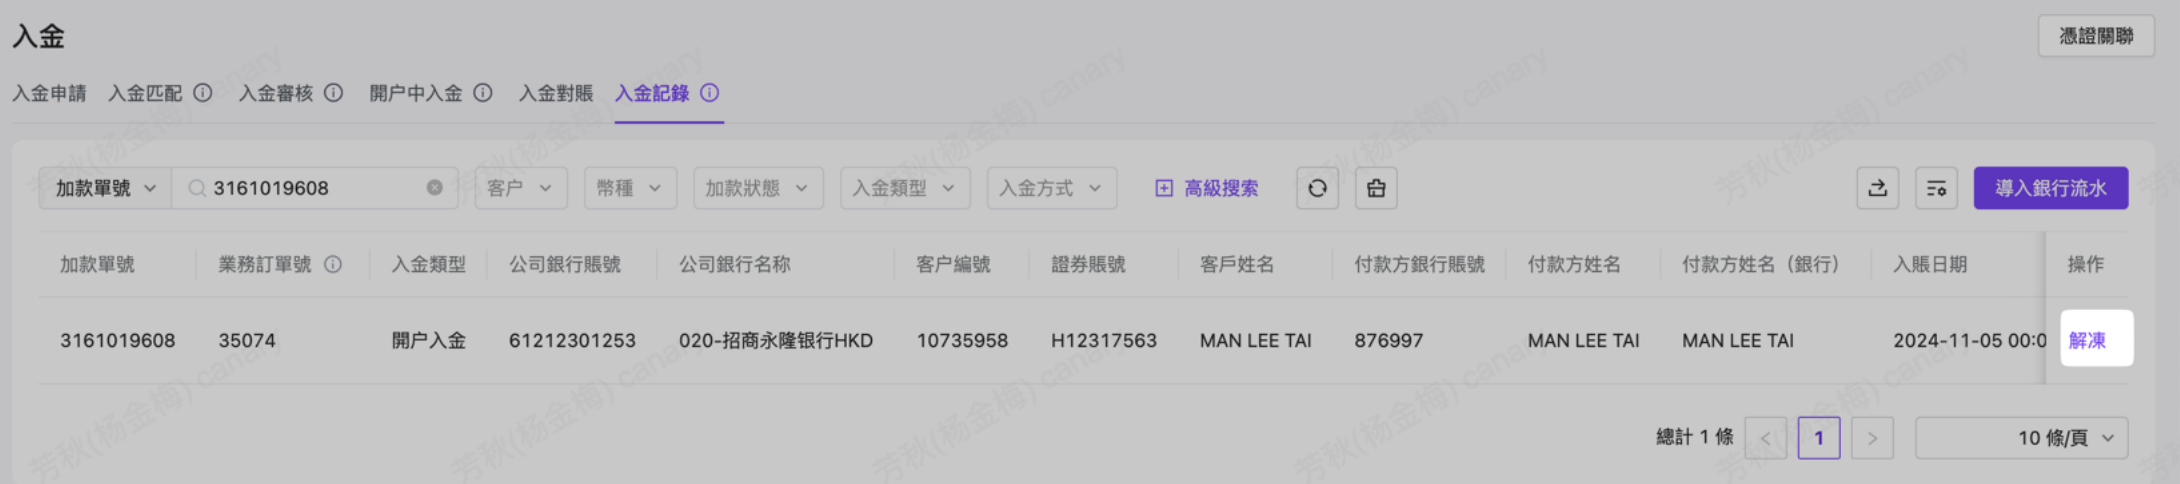 入金
憑證關聯
入金申請 入金匹配 入金審核 開户中入金 入金對賬 入金記錄
加款單號 3161019608 客户 幣種 加款狀態 入金類型 入金方式 高級搜索 導入銀行流水
加款單號 業務訂單號 入金類型 公司銀行賬號 公司銀行名称 客户編號 證券賬號 客戶姓名 付款方銀行賬號 付款方姓名 付款方姓名（銀行） 入賬日期 操作
3161019608 35074 開户入金 61212301253 020-招商永隆银行HKD 10735958 H12317563 MAN LEE TAI 876997 MAN LEE TAI MAN LEE TAI 2024-11-05 00:0 解凍
總計 1 條 < 1 > 10 條/頁
芳秋(杨金梅) canary